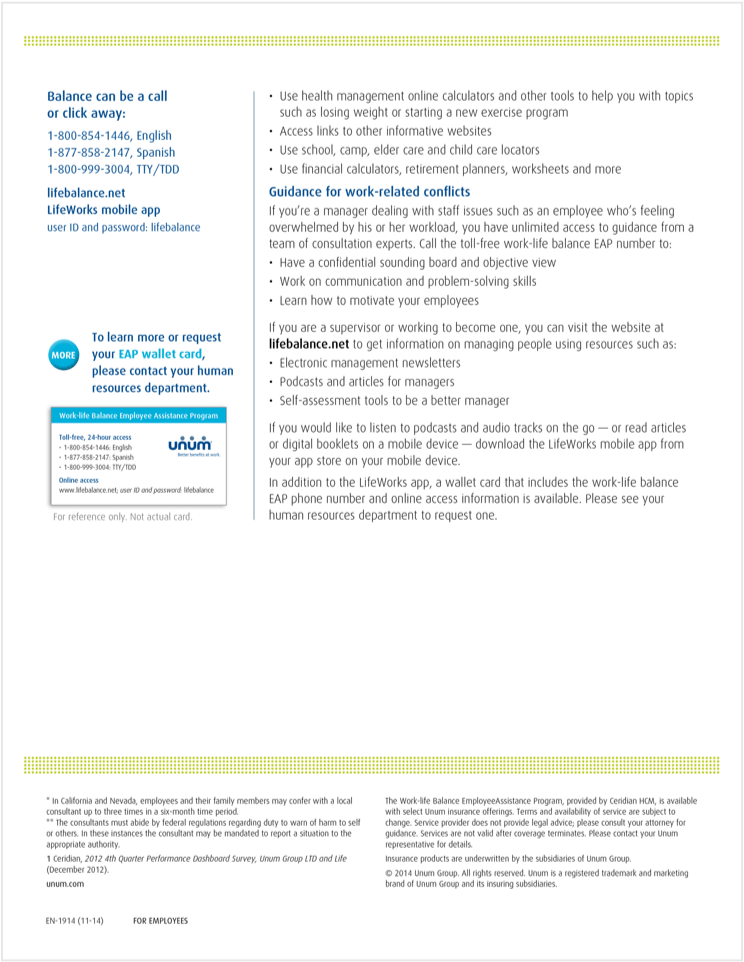 Balance can be a call
or click away:
1-800-854-1446, English
1-877-858-2147, Spanish
1-800-999-3004, TTY/TDD
lifebalance.net
LifeWorks mobile app
user ID and password: lifebalance
MORE
To learn more or request
your EAP wallet card,
please contact your human
resources department.
Work-life Balance Employee Assistance Program
Toll-free, 24-hour access
• 1-800-854-1446: English
• 1-877-858-2147: Spanish
• 1-800-999-3004: TTY/TDD
unum
Better benefits at work.
Online access
www.lifebalance.net; user ID and password: lifebalance
For reference only. Not actual card.
• Use health management online calculators and other tools to help you with topics
such as losing weight or starting a new exercise program
• Access links to other informative websites
• Use school, camp, elder care and child care locators
• Use financial calculators, retirement planners, worksheets and more
Guidance for work-related conflicts
If you’re a manager dealing with staff issues such as an employee who’s feeling
overwhelmed by his or her workload, you have unlimited access to guidance from a
team of consultation experts. Call the toll-free work-life balance EAP number to:
• Have a confidential sounding board and objective view
• Work on communication and problem-solving skills
• Learn how to motivate your employees
If you are a supervisor or working to become one, you can visit the website at
lifebalance.net to get information on managing people using resources such as:
• Electronic management newsletters
• Podcasts and articles for managers
• Self-assessment tools to be a better manager
If you would like to listen to podcasts and audio tracks on the go — or read articles
or digital booklets on a mobile device — download the LifeWorks mobile app from
your app store on your mobile device.
In addition to the LifeWorks app, a wallet card that includes the work-life balance
EAP phone number and online access information is available. Please see your
human resources department to request one.
* In California and Nevada, employees and their family members may confer with a local
consultant up to three times in a six-month time period.
** The consultants must abide by federal regulations regarding duty to warn of harm to self
or others. In these instances the consultant may be mandated to report a situation to the
appropriate authority.
1 Ceridian, 2012 4th Quarter Performance Dashboard Survey, Unum Group LTD and Life
(December 2012).
unum.com
The Work-life Balance EmployeeAssistance Program, provided by Ceridian HCM, is available
with select Unum insurance offerings. Terms and availability of service are subject to
change. Service provider does not provide legal advice; please consult your attorney for
guidance. Services are not valid after coverage terminates. Please contact your Unum
representative for details.
Insurance products are underwritten by the subsidiaries of Unum Group.
© 2014 Unum Group. All rights reserved. Unum is a registered trademark and marketing
brand of Unum Group and its insuring subsidiaries.
EN-1914 (11-14) FOR EMPLOYEES